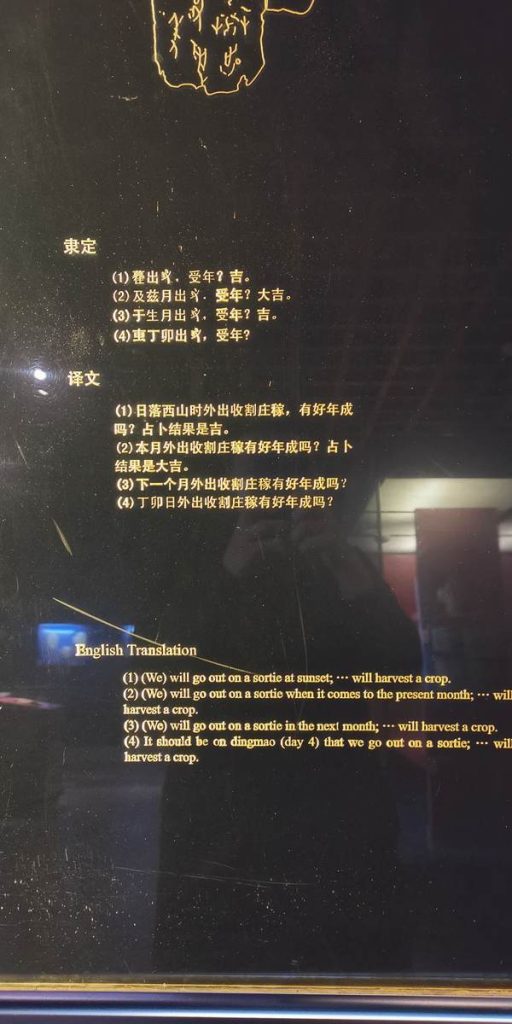 隶定
(1) 出，受年？吉。
(2) 及兹月出，受年？大吉。
(3) 于生月出，受年？吉。
(4) 丁卯出，受年？
译文
(1) 日落西山时外出收割庄稼，有好年成
吗？占卜结果是吉。
(2) 本月外出收割庄稼有好年成吗？占卜
结果是大吉。
(3) 下一个月外出收割庄稼有好年成吗？
(4) 丁卯日外出收割庄稼有好年成吗？
English Translation
(1) (We) will go out on a sortie at sunset; ··· will harvest a crop.
(2) (We) will go out on a sortie when it comes to the present month; ··· will
harvest a crop.
(3) (We) will go out on a sortie in the next month; ··· will harvest a crop.
(4) It should be on dingmao (day 4) that we go out on a sortie; ··· will
harvest a crop.